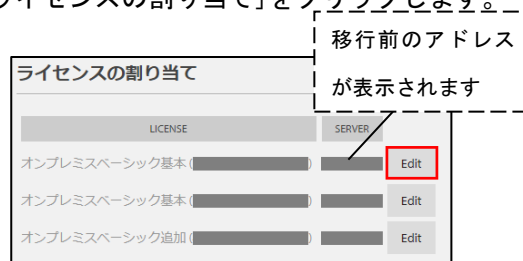 ライセンスの割り当て」をクリックします。
移行前のアドレス
が表示されます
ライセンスの割り当て
LICENSE SERVER
オンプレミスベーシック基本( ) Edit
オンプレミスベーシック基本( ) Edit
オンプレミスベーシック追加( ) Edit